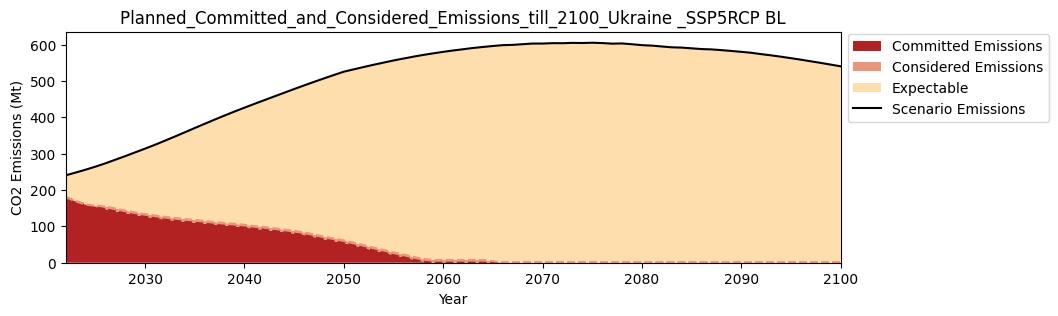 Planned_Committed_and_Considered_Emissions_till_2100_Ukraine _SSP5RCP BL
Committed Emissions
Considered Emissions
Expectable
Scenario Emissions
CO2 Emissions (Mt)
600
500
400
300
200
100
0
2030 2040 2050 2060 2070 2080 2090 2100
Year